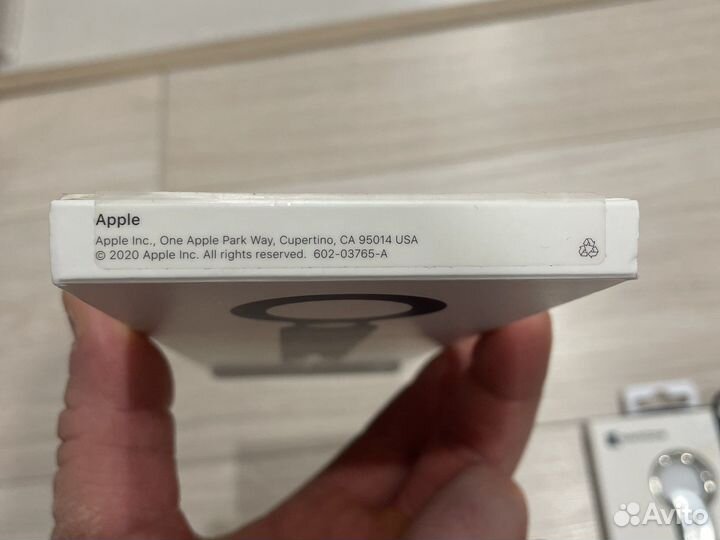 Apple
Apple Inc., One Apple Park Way, Cupertino, CA 95014 USA
© 2020 Apple Inc. All rights reserved. 602-03765-A
Avito